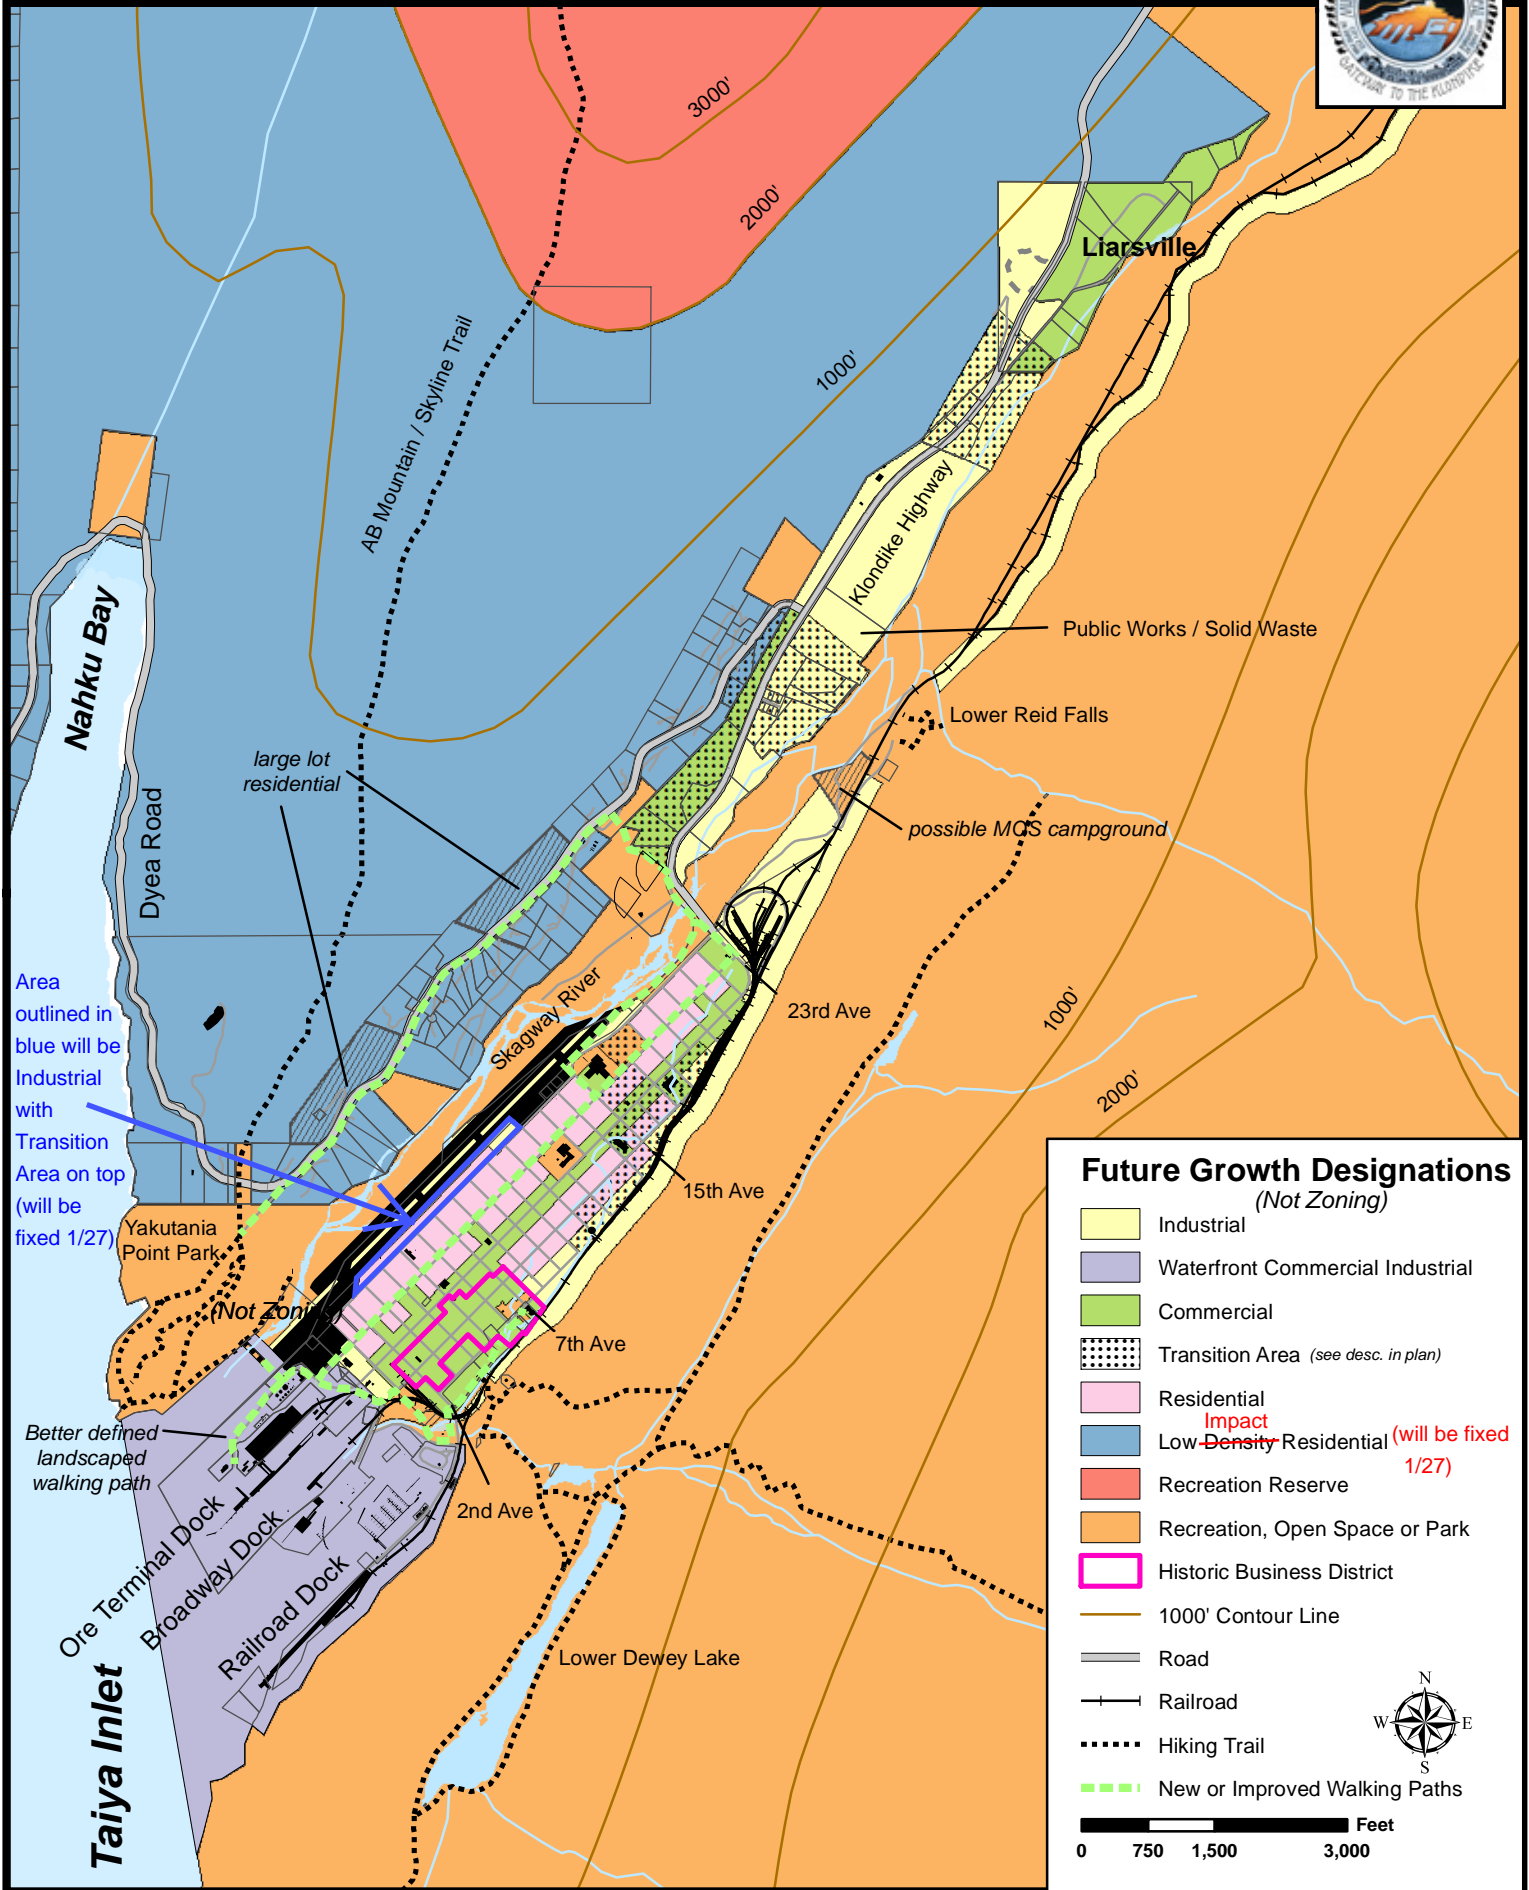 GATEWAY TO THE KLONDIKE
3000'
2000'
Liarsville
1000'
AB Mountain / Skyline Trail
Klondike Highway
Nahku Bay
Public Works / Solid Waste
Lower Reid Falls
large lot
residential
possible MOS campground
Dyea Road
Skagway River
Area
outlined in
blue will be
Industrial
with
Transition
Area on top
(will be
fixed 1/27)
23rd Ave
1000'
2000'
15th Ave
Yakutania
Point Park
(Not Zoning)
7th Ave
Better defined
landscaped
walking path
2nd Ave
Ore Terminal Dock
Broadway Dock
Railroad Dock
Lower Dewey Lake
Taiya Inlet
Future Growth Designations
(Not Zoning)
Industrial
Waterfront Commercial Industrial
Commercial
Transition Area (see desc. in plan)
Residential
Impact
Low Density Residential (will be fixed
1/27)
Recreation Reserve
Recreation, Open Space or Park
Historic Business District
1000' Contour Line
Road
Railroad
Hiking Trail
New or Improved Walking Paths
N
W E
S
Feet
0 750 1,500 3,000